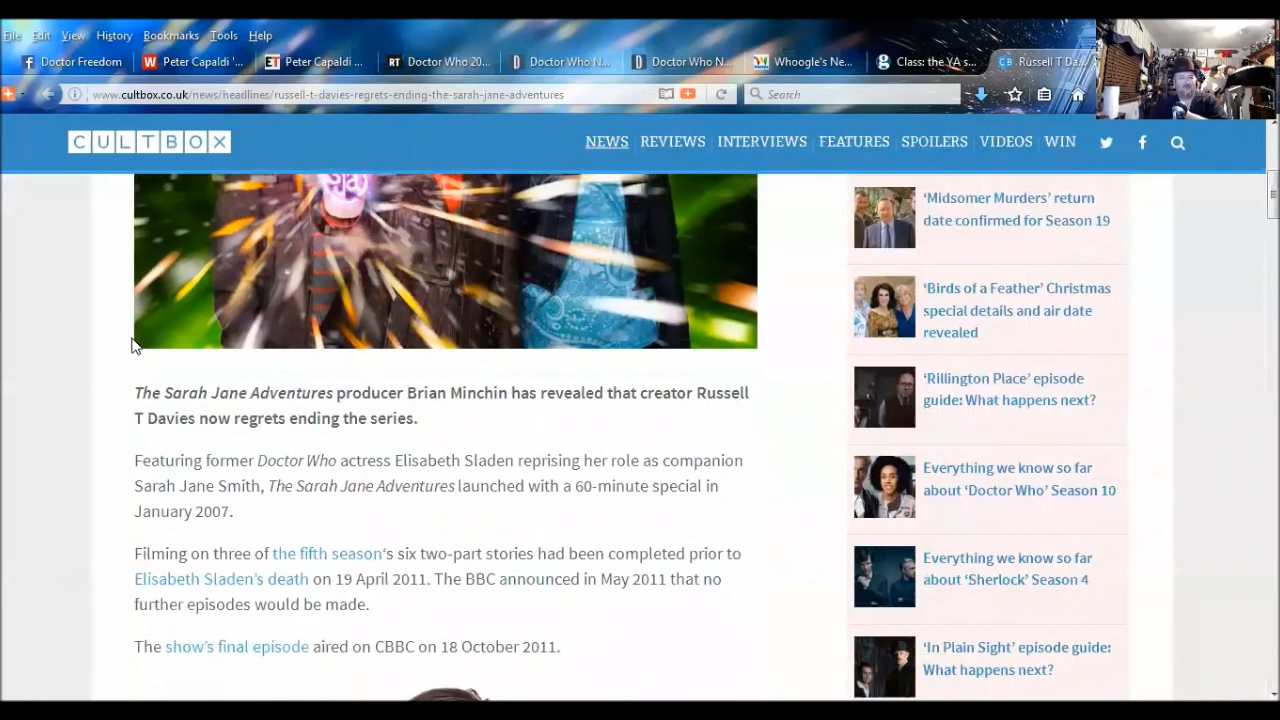 File Edit View History Bookmarks Tools Help
Doctor Freedom Peter Capaldi '... Peter Capaldi ... Doctor Who 20... Doctor Who N... Doctor Who N... Whoogle's Ne... Class: the YA s... Russell T Da...
www.cultbox.co.uk/news/headlines/russell-t-davies-regrets-ending-the-sarah-jane-adventures Search
CULTBOX NEWS REVIEWS INTERVIEWS FEATURES SPOILERS VIDEOS WIN
The Sarah Jane Adventures producer Brian Minchin has revealed that creator Russell
T Davies now regrets ending the series.
Featuring former Doctor Who actress Elisabeth Sladen reprising her role as companion
Sarah Jane Smith, The Sarah Jane Adventures launched with a 60-minute special in
January 2007.
Filming on three of the fifth season‘s six two-part stories had been completed prior to
Elisabeth Sladen’s death on 19 April 2011. The BBC announced in May 2011 that no
further episodes would be made.
The show’s final episode aired on CBBC on 18 October 2011.
‘Midsomer Murders’ return
date confirmed for Season 19
‘Birds of a Feather’ Christmas
special details and air date
revealed
‘Rillington Place’ episode
guide: What happens next?
Everything we know so far
about ‘Doctor Who’ Season 10
Everything we know so far
about ‘Sherlock’ Season 4
‘In Plain Sight’ episode guide:
What happens next?